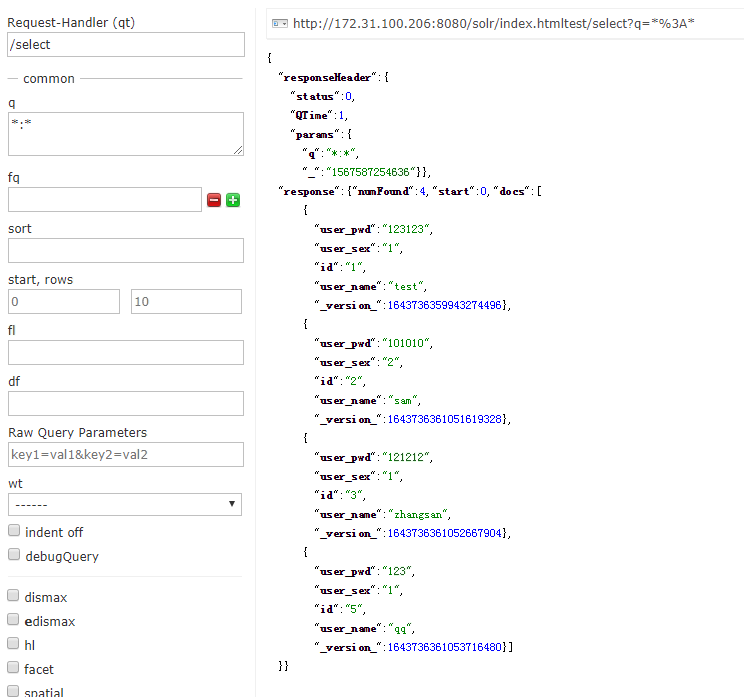 Request-Handler (qt)
/select
common
q
*:*
fq
sort
start, rows
0
10
fl
df
Raw Query Parameters
key1=val1&key2=val2
wt
------
indent off
debugQuery
dismax
edismax
hl
facet
spatial
http://172.31.100.206:8080/solr/index.htmltest/select?q=*%3A*
{
"responseHeader":{
"status":0,
"QTime":1,
"params":{
"q":"*:*",
"_":"1567587254636"}},
"response":{"numFound":4,"start":0,"docs":[
{
"user_pwd":"123123",
"user_sex":"1",
"id":"1",
"user_name":"test",
"_version_":1643736359943274496},
{
"user_pwd":"101010",
"user_sex":"2",
"id":"2",
"user_name":"sam",
"_version_":1643736361051619328},
{
"user_pwd":"121212",
"user_sex":"1",
"id":"3",
"user_name":"zhangsan",
"_version_":1643736361052667904},
{
"user_pwd":"123",
"user_sex":"1",
"id":"5",
"user_name":"qq",
"_version_":1643736361053716480}]
}}